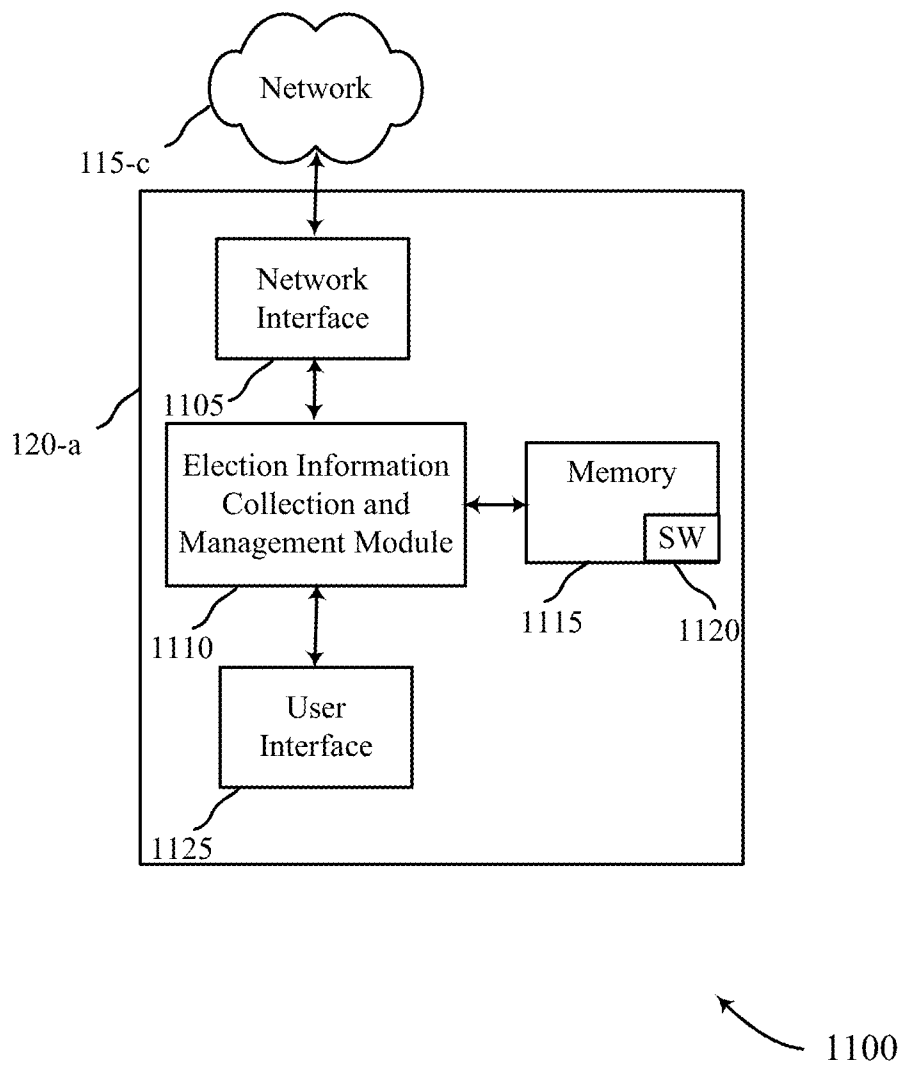 Network
115-c
Network
Interface
1105
120-a
Election Information
Collection and
Management Module
Memory
SW
1110
1115
1120
User
Interface
1125
1100